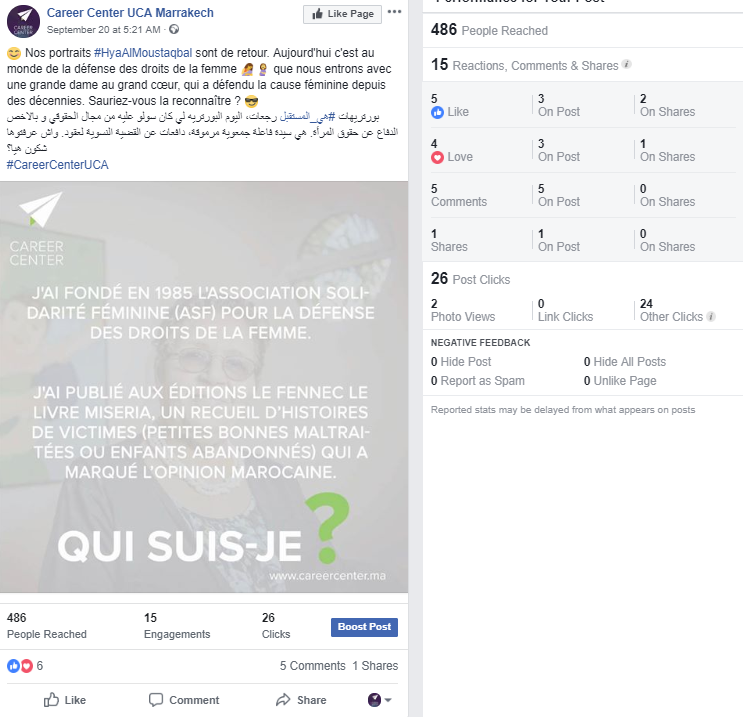 Career Center UCA Marrakech
September 20 at 5:21 AM ·
Like Page
😊 Nos portraits #HyaAlMoustaqbal sont de retour. Aujourd'hui c'est au
monde de la défense des droits de la femme 🤱🧕 que nous entrons avec
une grande dame au grand cœur, qui a défendu la cause féminine depuis
des décennies. Sauriez-vous la reconnaître ? 😎
بورتريهات #هي_المستقبل رجعات، اليوم البورتريه لي كان سولو عليه من مجال الحقوقي و بالاخص
الدفاع عن حقوق المرأة. هي سيدة فاعلة جمعوية مرموقة، دافعات عن القضية النسوية لعقود. واش عرفتوها
شكون هيا؟
#CareerCenterUCA
CAREER
CENTER
J'AI FONDÉ EN 1985 L'ASSOCIATION SOLI-
DARITÉ FÉMININE (ASF) POUR LA DÉFENSE
DES DROITS DE LA FEMME.
J'AI PUBLIÉ AUX ÉDITIONS LE FENNEC LE
LIVRE MISERIA, UN RECUEIL D'HISTOIRES
DE VICTIMES (PETITES BONNES MALTRAI-
TÉES OU ENFANTS ABANDONNÉS) QUI A
MARQUÉ L'OPINION MAROCAINE.
QUI SUIS-JE ?
www.careercenter.ma
486
People Reached
15
Engagements
26
Clicks
Boost Post
6
5 Comments 1 Shares
Like
Comment
Share
486 People Reached
15 Reactions, Comments & Shares
5
Like
3
On Post
2
On Shares
4
Love
3
On Post
1
On Shares
5
Comments
5
On Post
0
On Shares
1
Shares
1
On Post
0
On Shares
26 Post Clicks
2
Photo Views
0
Link Clicks
24
Other Clicks
NEGATIVE FEEDBACK
0 Hide Post
0 Hide All Posts
0 Report as Spam
0 Unlike Page
Reported stats may be delayed from what appears on posts